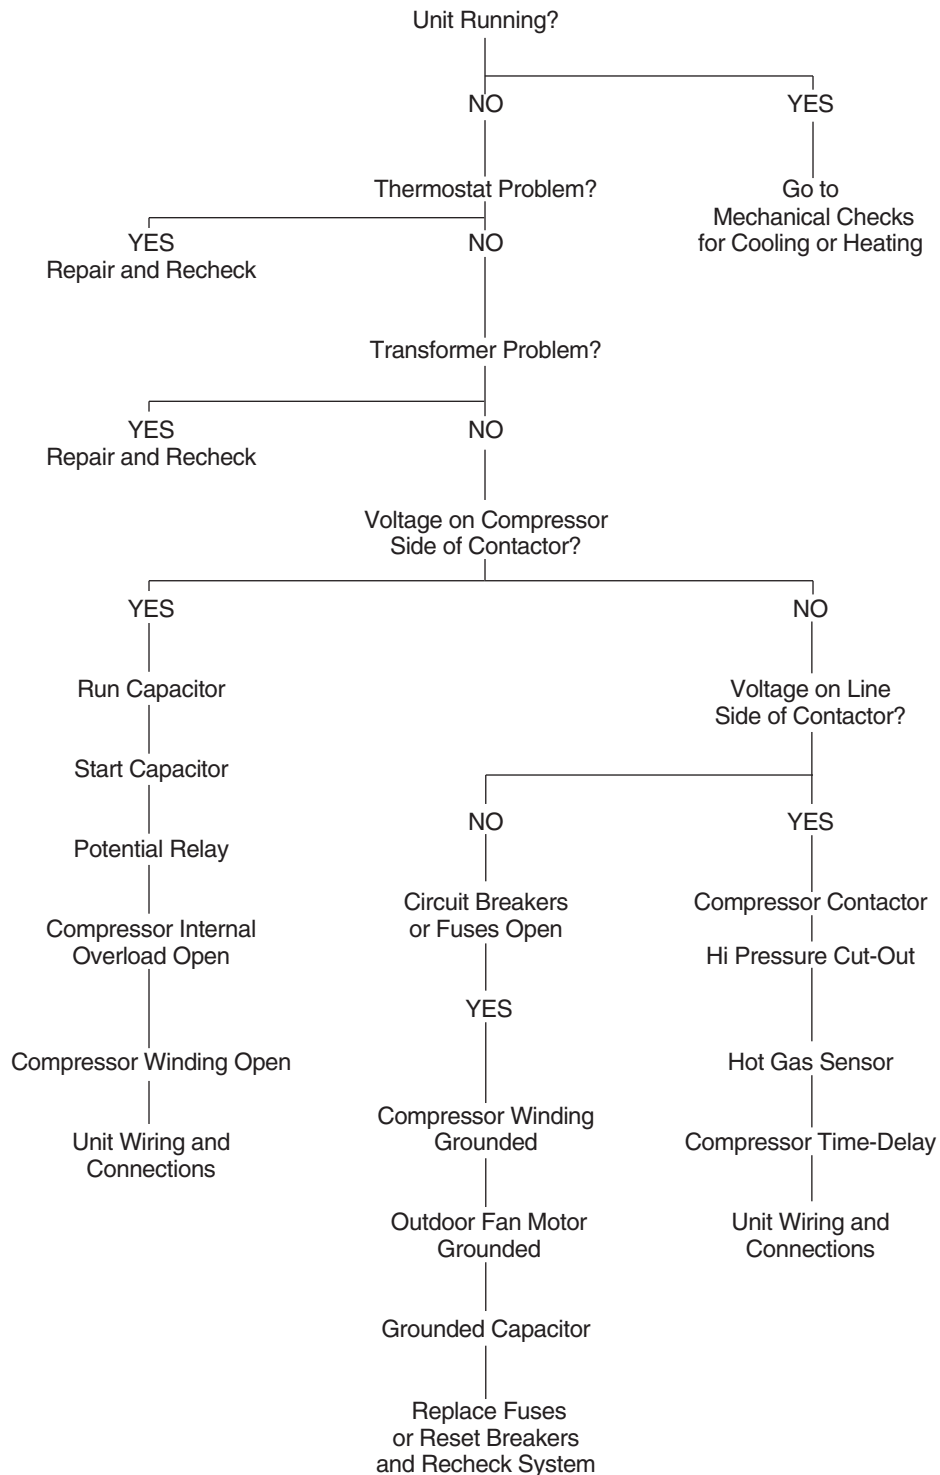 Unit Running?
NO
YES
Thermostat Problem?
Go to
Mechanical Checks
for Cooling or Heating
YES
Repair and Recheck
NO
Transformer Problem?
YES
Repair and Recheck
NO
Voltage on Compressor
Side of Contactor?
YES
NO
Run Capacitor
Start Capacitor
Potential Relay
Compressor Internal
Overload Open
Compressor Winding Open
Unit Wiring and
Connections
Voltage on Line
Side of Contactor?
NO
YES
Circuit Breakers
or Fuses Open
YES
Compressor Winding
Grounded
Outdoor Fan Motor
Grounded
Grounded Capacitor
Replace Fuses
or Reset Breakers
and Recheck System
Compressor Contactor
Hi Pressure Cut-Out
Hot Gas Sensor
Compressor Time-Delay
Unit Wiring and
Connections